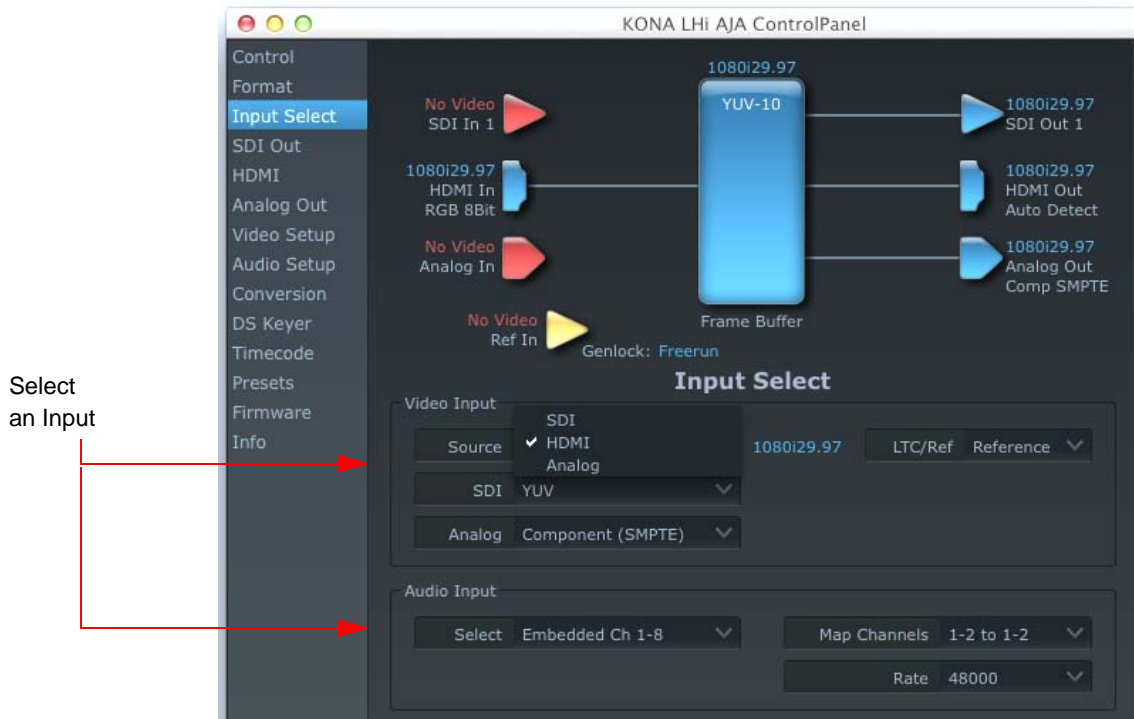 KONA LHi AJA ControlPanel
Control
Format
Input Select
SDI Out
HDMI
Analog Out
Video Setup
Audio Setup
Conversion
DS Keyer
Timecode
Presets
Firmware
Info
1080i29.97
YUV-10
Frame Buffer
No Video
SDI In 1
1080i29.97
HDMI In
RGB 8Bit
No Video
Analog In
No Video
Ref In
Genlock: Freerun
1080i29.97
SDI Out 1
1080i29.97
HDMI Out
Auto Detect
1080i29.97
Analog Out
Comp SMPTE
Select
an Input
Input Select
Video Input
Source
SDI
✔ HDMI
Analog
1080i29.97
LTC/Ref Reference
SDI YUV
Analog Component (SMPTE)
Audio Input
Select Embedded Ch 1-8
Map Channels 1-2 to 1-2
Rate 48000